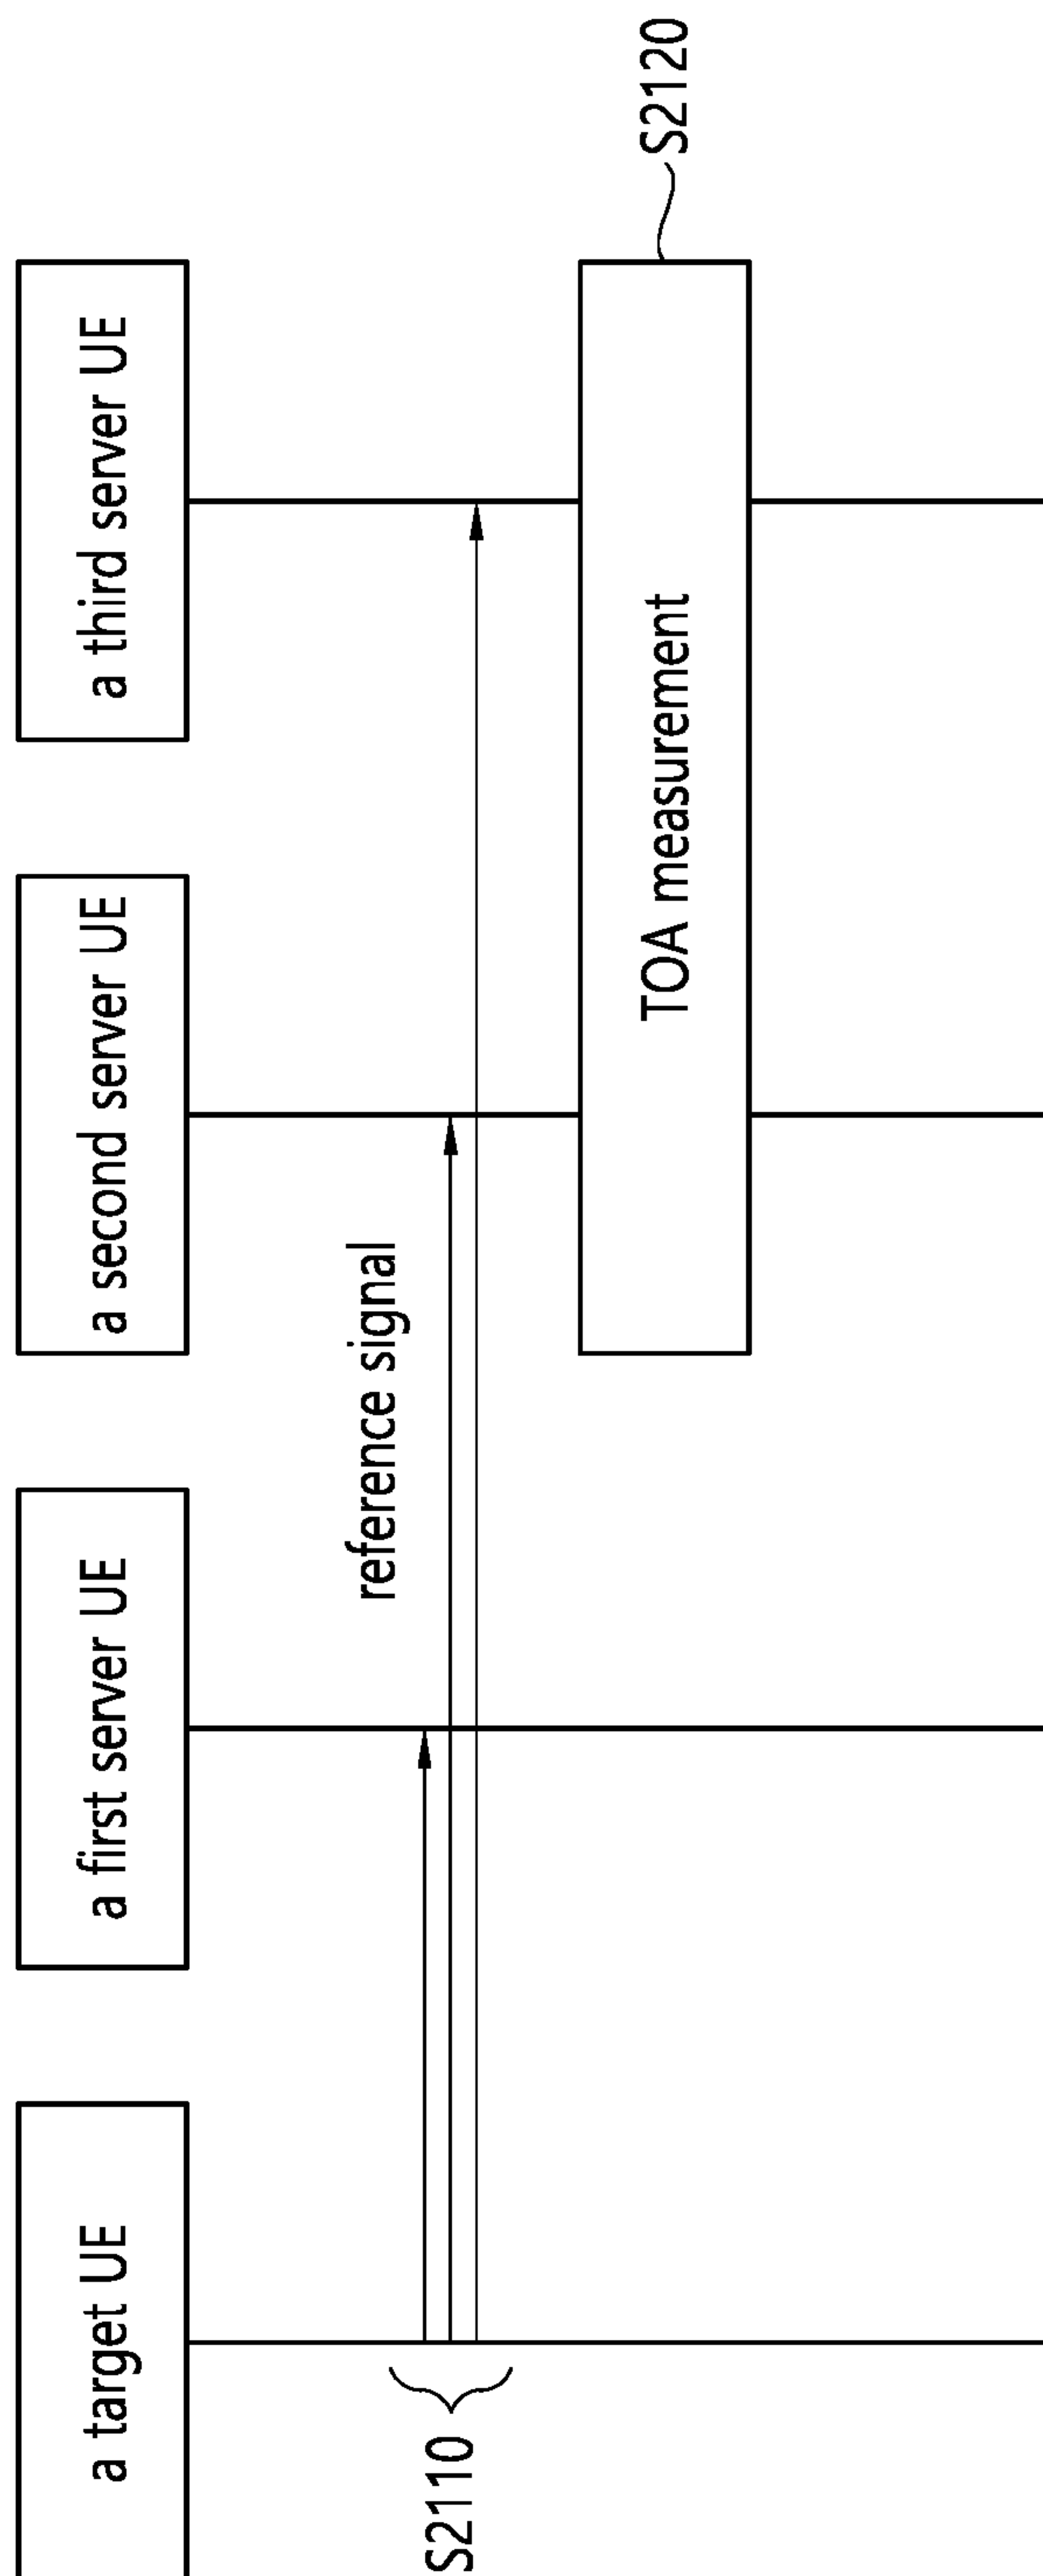 a target UE
a first server UE
a second server UE
a third server UE
reference signal
S2110
TOA measurement
S2120